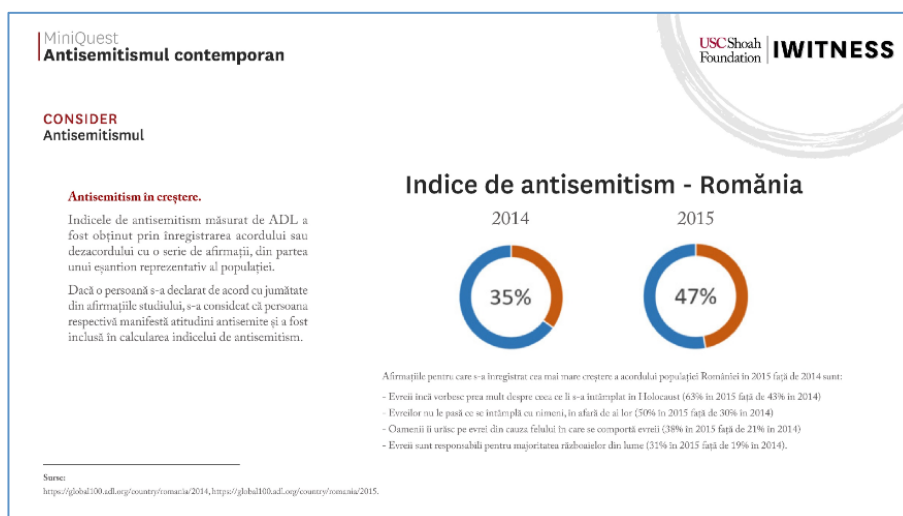 MiniQuest
Antisemitismul contemporan
USC Shoah
Foundation
IWITNESS
CONSIDER
Antisemitismul
Antisemitism în creștere.
Indicele de antisemitism măsurat de ADL a
fost obținut prin înregistrarea acordului sau
dezacordului cu o serie de afirmații, din partea
unui eșantion reprezentativ al populației.
Dacă o persoană s-a declarat de acord cu jumătate
din afirmațiile studiului, s-a considerat că persoana
respectivă manifestă atitudini antisemite și a fost
inclusă în calcularea indicelui de antisemitism.
Indice de antisemitism - România
2014
2015
35%
47%
Afirmațiile pentru care s-a înregistrat cea mai mare creștere a acordului populației României în 2015 față de 2014 sunt:
- Evreii încă vorbesc prea mult despre ceea ce li s-a întâmplat în Holocaust (63% în 2015 față de 43% în 2014)
- Evreilor nu le pasă ce se întâmplă cu nimeni, în afară de ai lor (50% în 2015 față de 30% în 2014)
- Oamenii îi urăsc pe evrei din cauza felului în care se comportă evreii (38% în 2015 față de 21% în 2014)
- Evreii sunt responsabili pentru majoritatea războaielor din lume (31% în 2015 față de 19% în 2014).
Surse:
https://global100.adl.org/country/romania/2014, https://global100.adl.org/country/romania/2015.